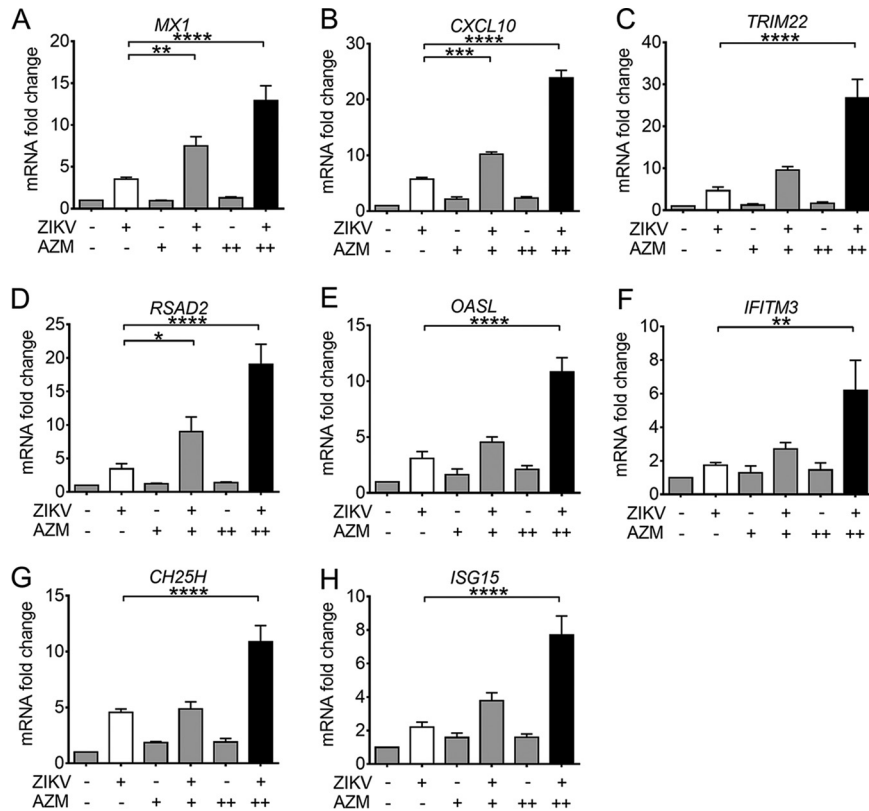 A
MX1
****
**
mRNA fold change
20
15
10
5
0
ZIKV - + - + - +
AZM - - + + ++ ++
B
CXCL10
****
***
mRNA fold change
30
20
10
0
ZIKV - + - + - +
AZM - - + + ++ ++
C
TRIM22
****
mRNA fold change
40
30
20
10
0
ZIKV - + - + - +
AZM - - + + ++ ++
D
RSAD2
****
*
mRNA fold change
25
20
15
10
5
0
ZIKV - + - + - +
AZM - - + + ++ ++
E
OASL
****
mRNA fold change
15
10
5
0
ZIKV - + - + - +
AZM - - + + ++ ++
F
IFITM3
**
mRNA fold change
10
8
6
4
2
0
ZIKV - + - + - +
AZM - - + + ++ ++
G
CH25H
****
mRNA fold change
15
10
5
0
ZIKV - + - + - +
AZM - - + + ++ ++
H
ISG15
****
mRNA fold change
10
8
6
4
2
0
ZIKV - + - + - +
AZM - - + + ++ ++